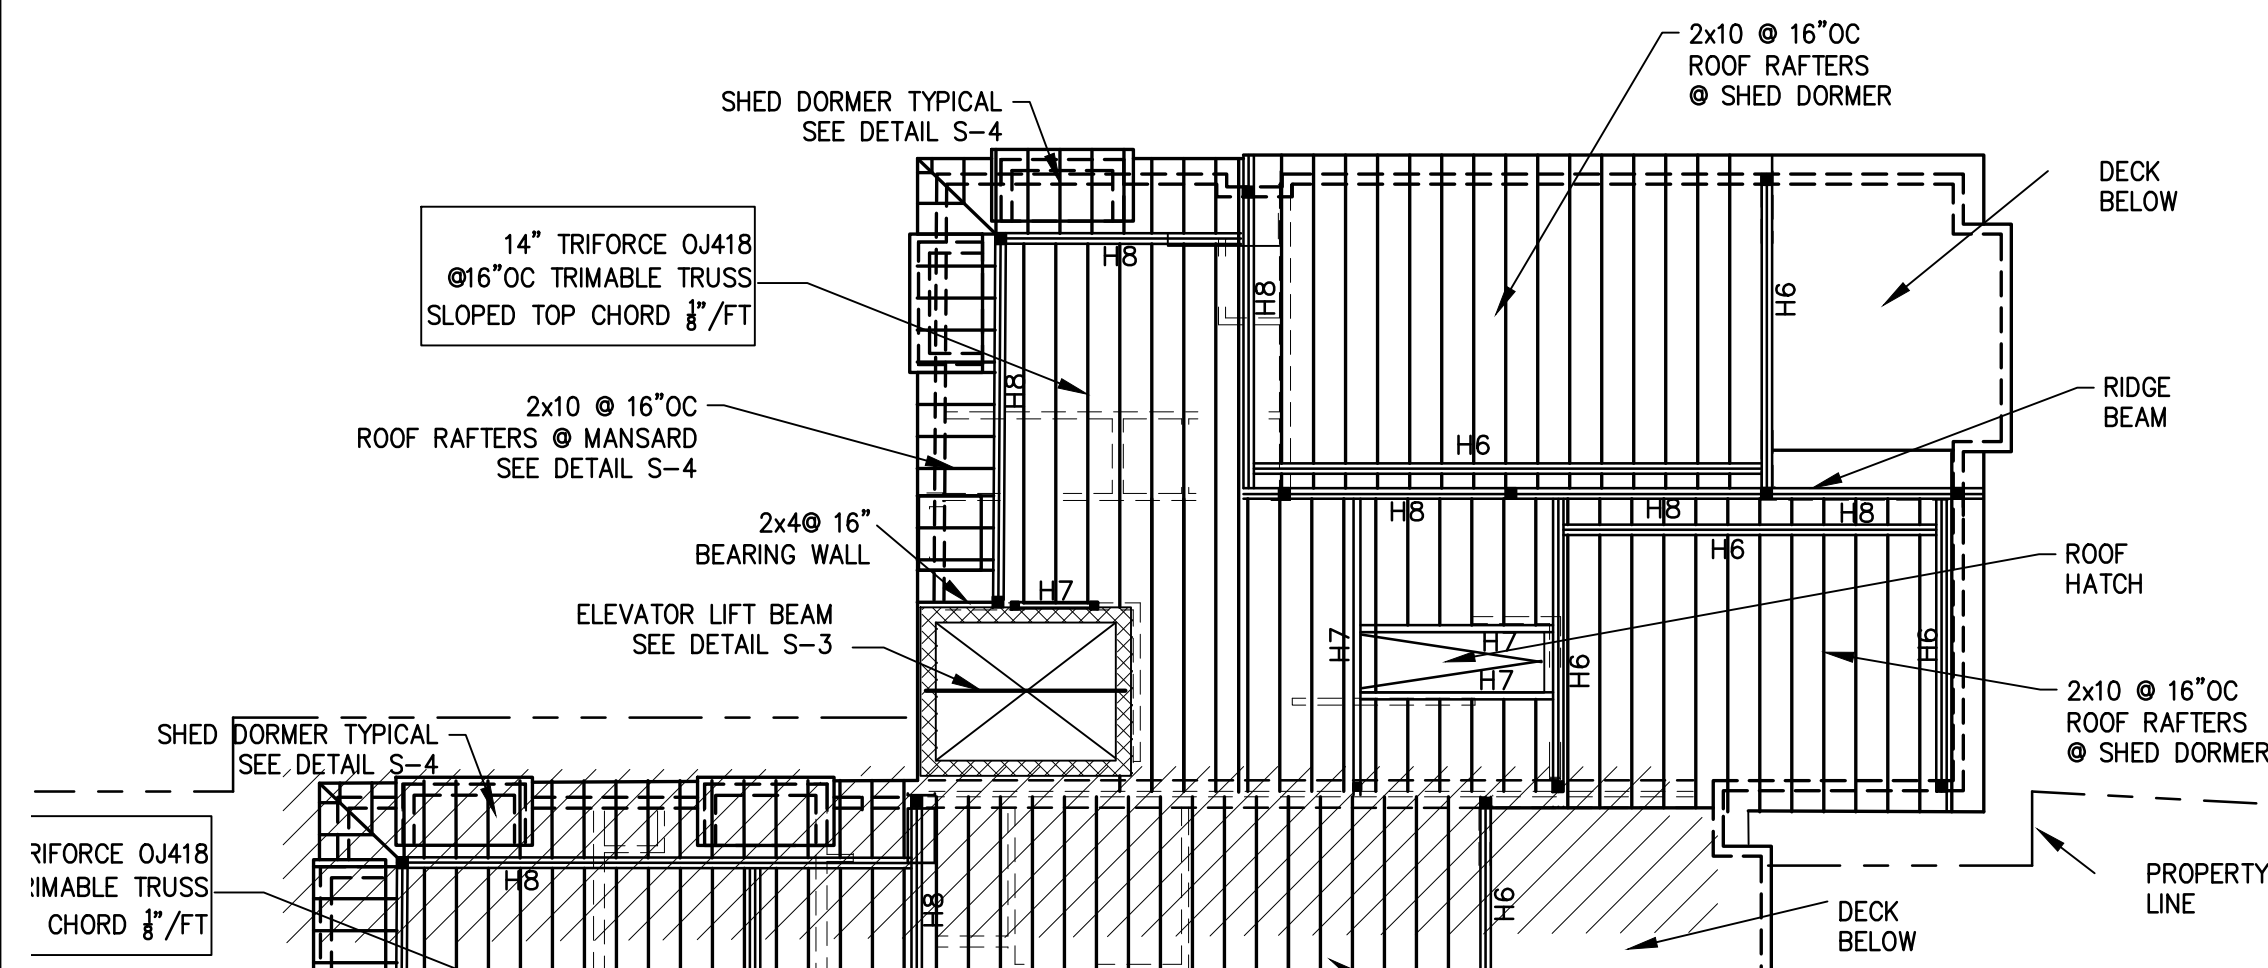 2x10 @ 16"OC
ROOF RAFTERS
@ SHED DORMER
SHED DORMER TYPICAL
SEE DETAIL S-4
DECK
BELOW
14" TRIFORCE OJ418
@16"OC TRIMABLE TRUSS
SLOPED TOP CHORD ⅛"/FT
H8
H8
H6
H8
RIDGE
BEAM
2x10 @ 16"OC
ROOF RAFTERS @ MANSARD
SEE DETAIL S-4
H6
H8
H8
H8
2x4@ 16"
BEARING WALL
H6
ROOF
HATCH
H7
ELEVATOR LIFT BEAM
SEE DETAIL S-3
H7
H7
H7
H6
H6
2x10 @ 16"OC
ROOF RAFTERS
@ SHED DORMER
SHED DORMER TYPICAL
SEE DETAIL S-4
RIFORCE OJ418
RIMABLE TRUSS
CHORD ⅛"/FT
H8
H8
H6
PROPERTY
LINE
DECK
BELOW